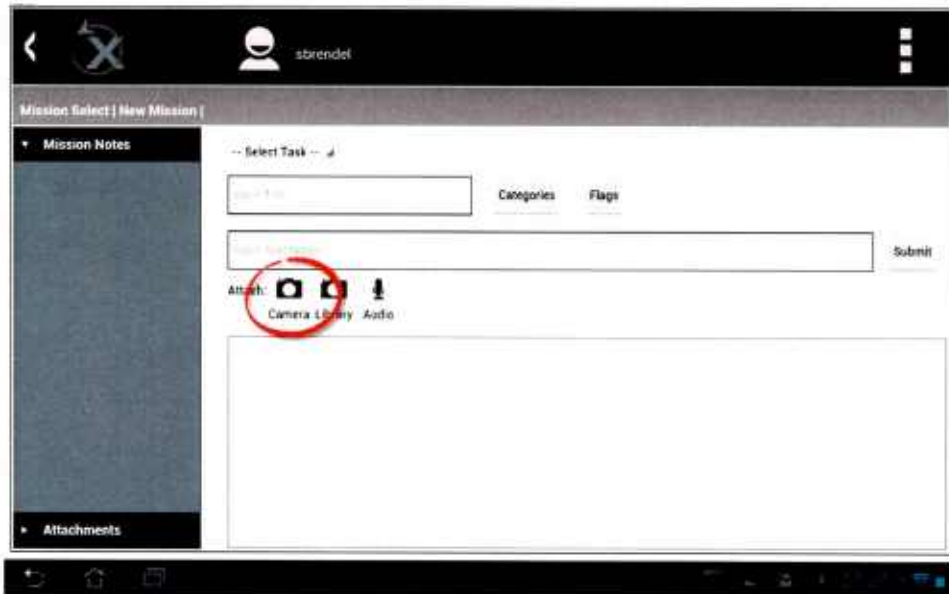 X
sbrendel
Mission Select | New Mission |
Mission Notes
-- Select Task --
Categories Flags
Submit
Attach:
Camera Library Audio
Attachments